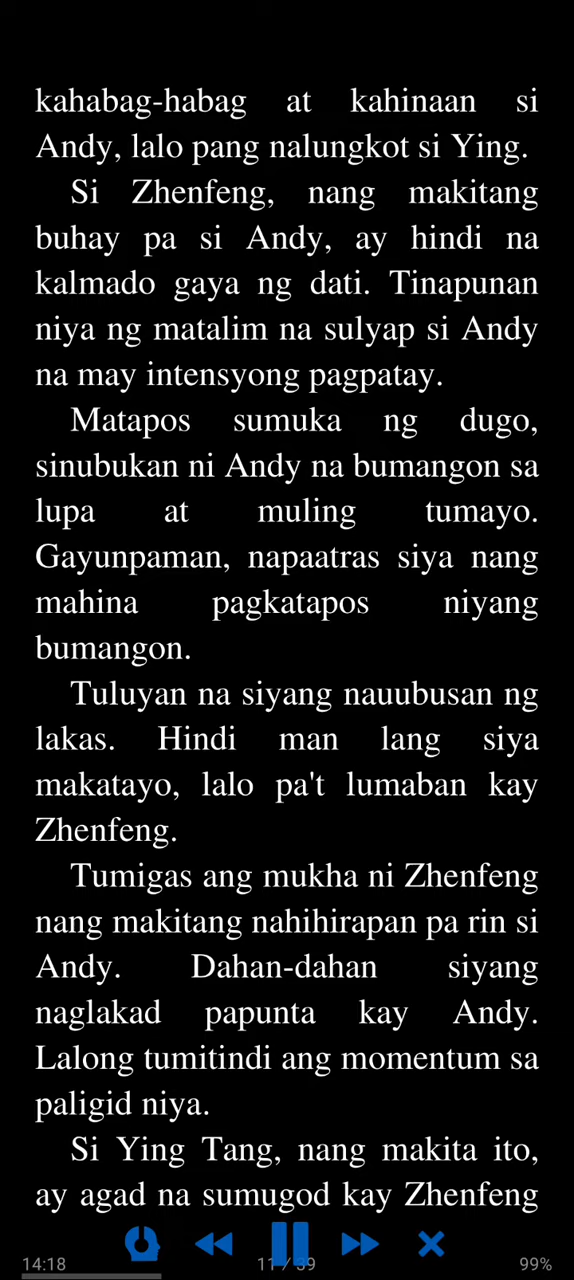 kahabag-habag at kahinaan si
Andy, lalo pang nalungkot si Ying.
Si Zhenfeng, nang makitang
buhay pa si Andy, ay hindi na
kalmado gaya ng dati. Tinapunan
niya ng matalim na sulyap si Andy
na may intensyong pagpatay.
Matapos sumuka ng dugo,
sinubukan ni Andy na bumangon sa
lupa at muling tumayo.
Gayunpaman, napaatras siya nang
mahina pagkatapos niyang
bumangon.
Tuluyan na siyang nauubusan ng
lakas. Hindi man lang siya
makatayo, lalo pa't lumaban kay
Zhenfeng.
Tumigas ang mukha ni Zhenfeng
nang makitang nahihirapan pa rin si
Andy. Dahan-dahan siyang
naglakad papunta kay Andy.
Lalong tumitindi ang momentum sa
paligid niya.
Si Ying Tang, nang makita ito,
ay agad na sumugod kay Zhenfeng
14:18 11 / 39 99%